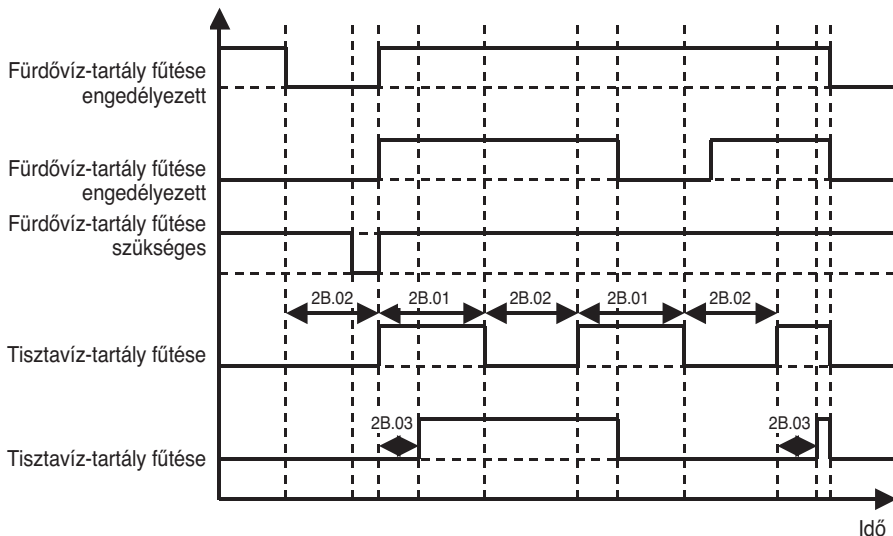 Fürdővíz-tartály fűtése
engedélyezett
Fürdővíz-tartály fűtése
engedélyezett
Fürdővíz-tartály fűtése
szükséges
2B.02
2B.01
2B.02
2B.01
2B.02
Tisztavíz-tartály fűtése
2B.03
2B.03
Tisztavíz-tartály fűtése
Idő